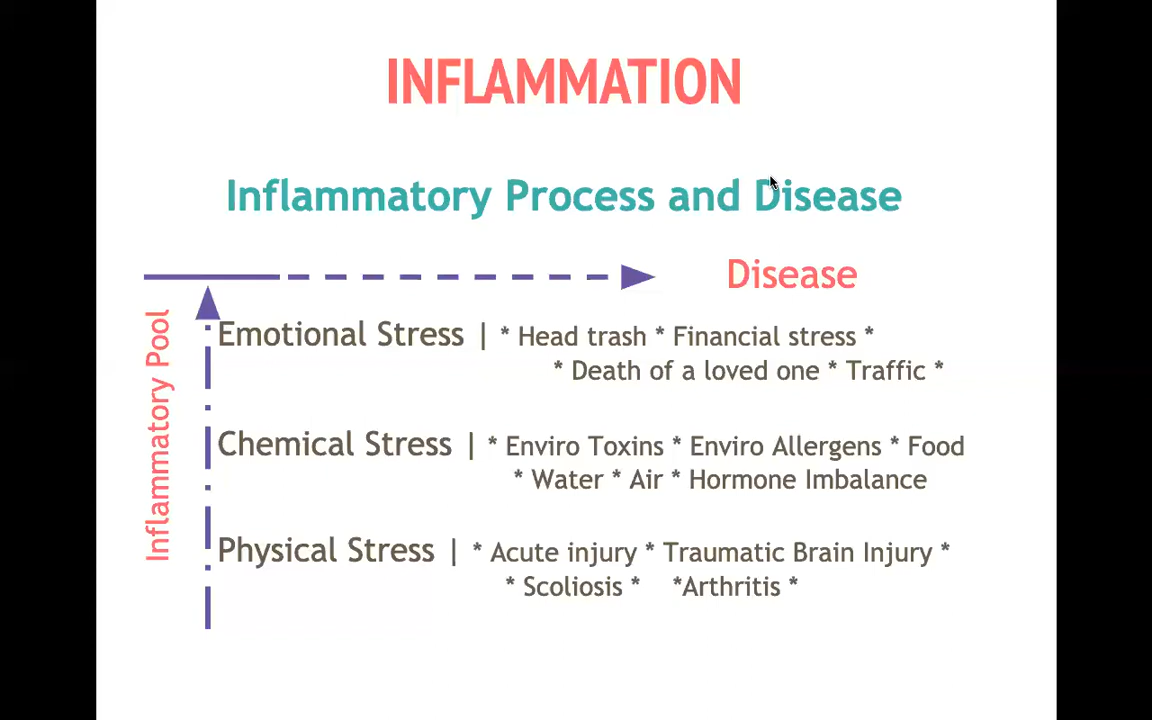 INFLAMMATION
Inflammatory Process and Disease
Disease
Inflammatory Pool
Emotional Stress | * Head trash * Financial stress *
* Death of a loved one * Traffic *
Chemical Stress | * Enviro Toxins * Enviro Allergens * Food
* Water * Air * Hormone Imbalance
Physical Stress | * Acute injury * Traumatic Brain Injury *
* Scoliosis * *Arthritis *